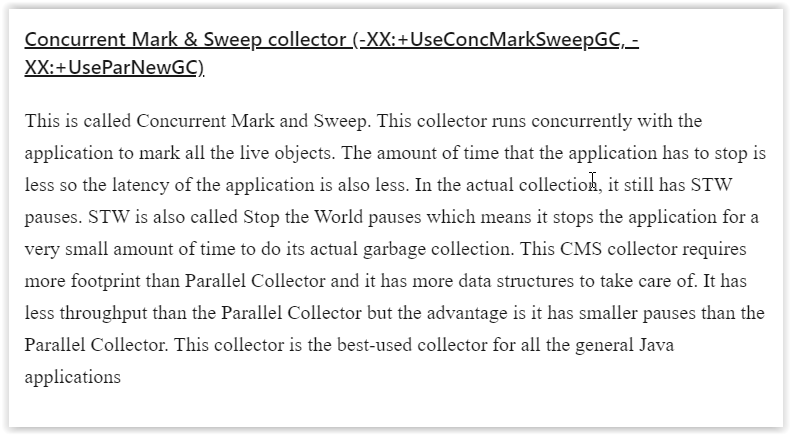 Concurrent Mark & Sweep collector (-XX:+UseConcMarkSweepGC, -
XX:+UseParNewGC)
This is called Concurrent Mark and Sweep. This collector runs concurrently with the
application to mark all the live objects. The amount of time that the application has to stop is
less so the latency of the application is also less. In the actual collection, it still has STW
pauses. STW is also called Stop the World pauses which means it stops the application for a
very small amount of time to do its actual garbage collection. This CMS collector requires
more footprint than Parallel Collector and it has more data structures to take care of. It has
less throughput than the Parallel Collector but the advantage is it has smaller pauses than the
Parallel Collector. This collector is the best-used collector for all the general Java
applications